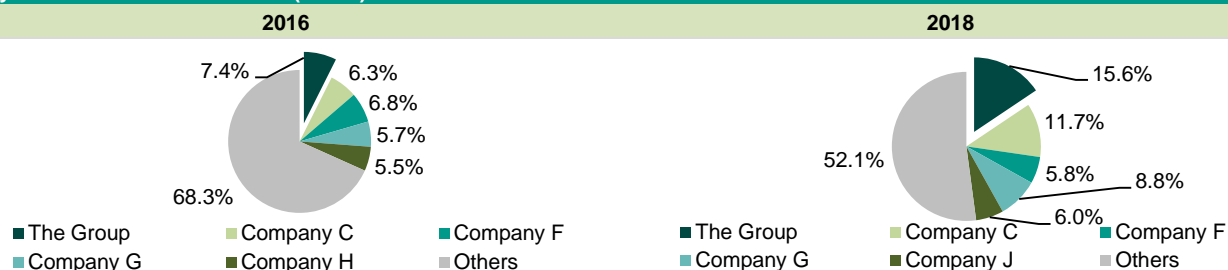 2016 2018
7.4% 6.3% 15.6%
6.8% 11.7%
5.7% 52.1% 5.8% 8.8%
5.5%
68.3% 6.0%
The Group Company C Company F The Group Company C Company F
Company G Company H Others Company G Company J Others